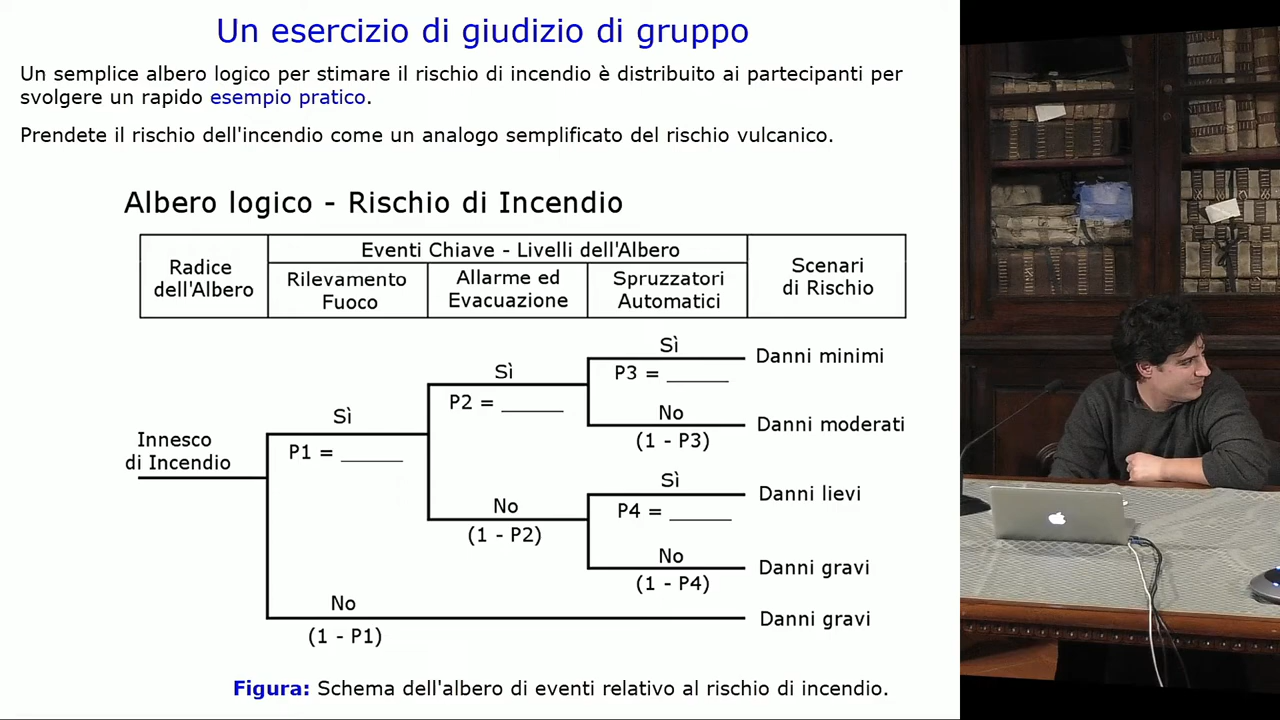 Un esercizio di giudizio di gruppo
Un semplice albero logico per stimare il rischio di incendio è distribuito ai partecipanti per
svolgere un rapido esempio pratico.
Prendete il rischio dell'incendio come un analogo semplificato del rischio vulcanico.
Albero logico - Rischio di Incendio
Radice
dell'Albero
Eventi Chiave - Livelli dell'Albero
Rilevamento
Fuoco
Allarme ed
Evacuazione
Spruzzatori
Automatici
Scenari
di Rischio
Innesco
di Incendio
Sì
P1 = ______
No
(1 - P1)
Sì
P2 = ______
No
(1 - P2)
Sì
P3 = ______
No
(1 - P3)
Sì
P4 = ______
No
(1 - P4)
Danni minimi
Danni moderati
Danni lievi
Danni gravi
Danni gravi
Figura: Schema dell'albero di eventi relativo al rischio di incendio.